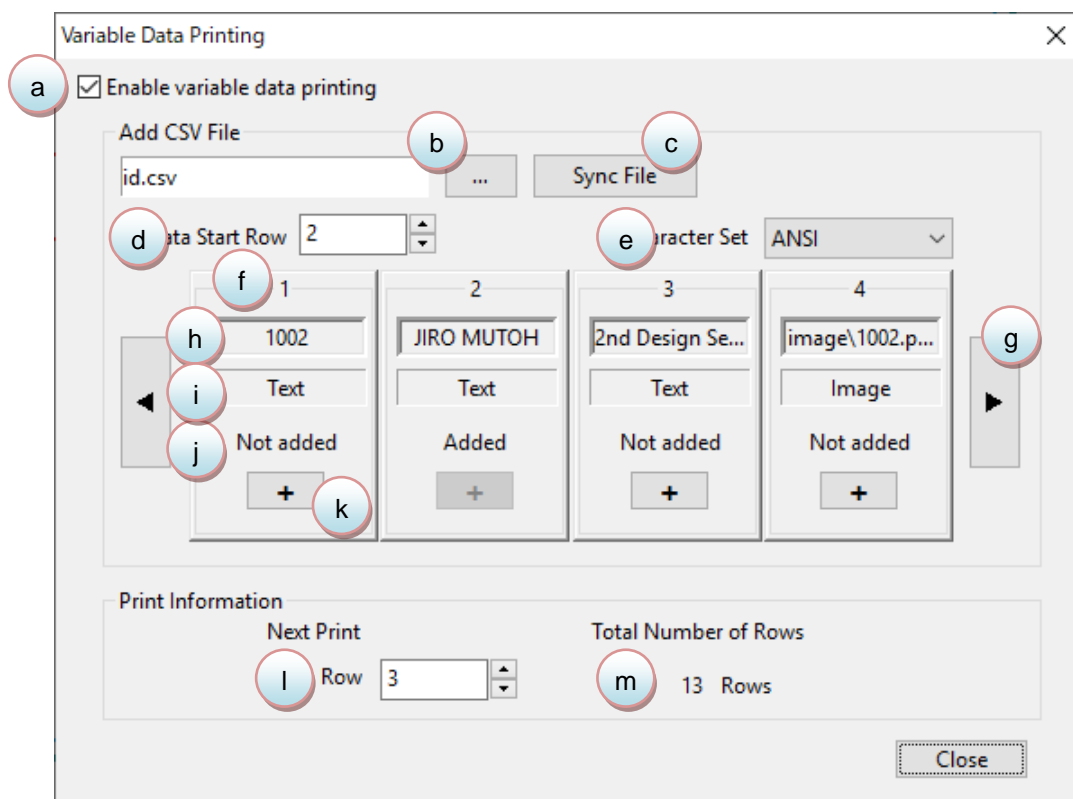 Variable Data Printing
a
Enable variable data printing
Add CSV File
b
c
id.csv
...
Sync File
d
ata Start Row
2
e
aracter Set
ANSI
f
1
2
3
4
h
1002
JIRO MUTOH
2nd Design Se...
image\1002.p...
g
i
Text
Text
Text
Image
j
Not added
Added
Not added
Not added
+
k
+
+
+
Print Information
Next Print
Total Number of Rows
l
Row
3
m
13 Rows
Close